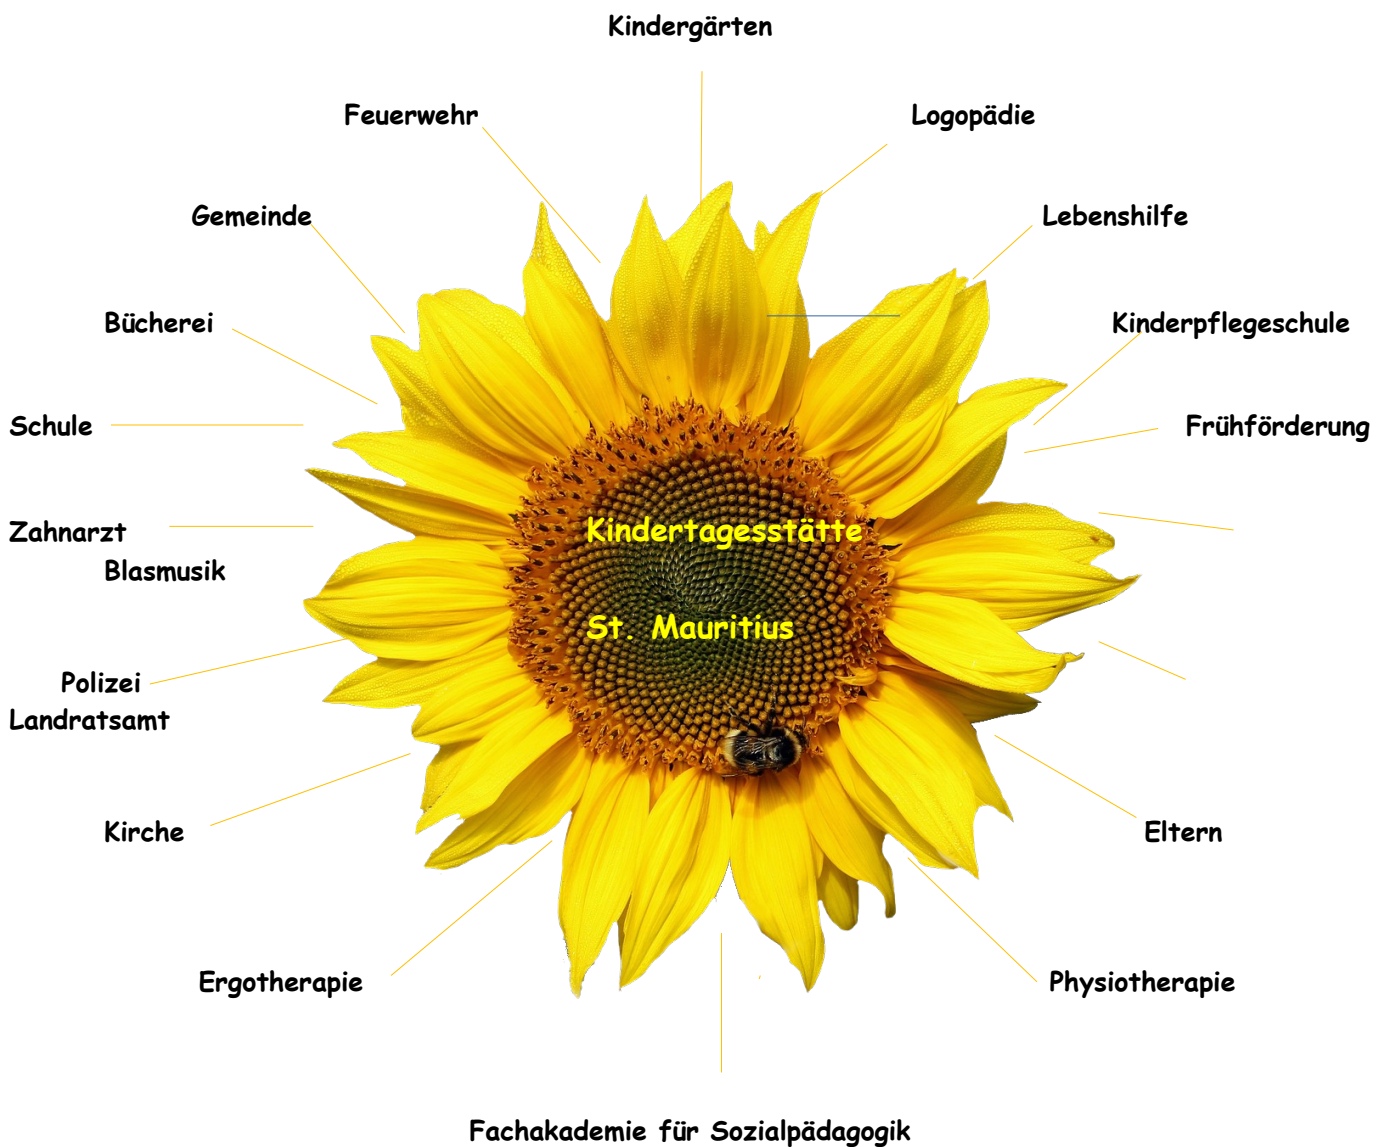 Kindergärten
Feuerwehr
Logopädie
Gemeinde
Lebenshilfe
Bücherei
Kinderpflegeschule
Schule
Frühförderung
Zahnarzt
Kindertagesstätte
Blasmusik
St. Mauritius
Polizei
Landratsamt
Kirche
Eltern
Ergotherapie
Physiotherapie
Fachakademie für Sozialpädagogik